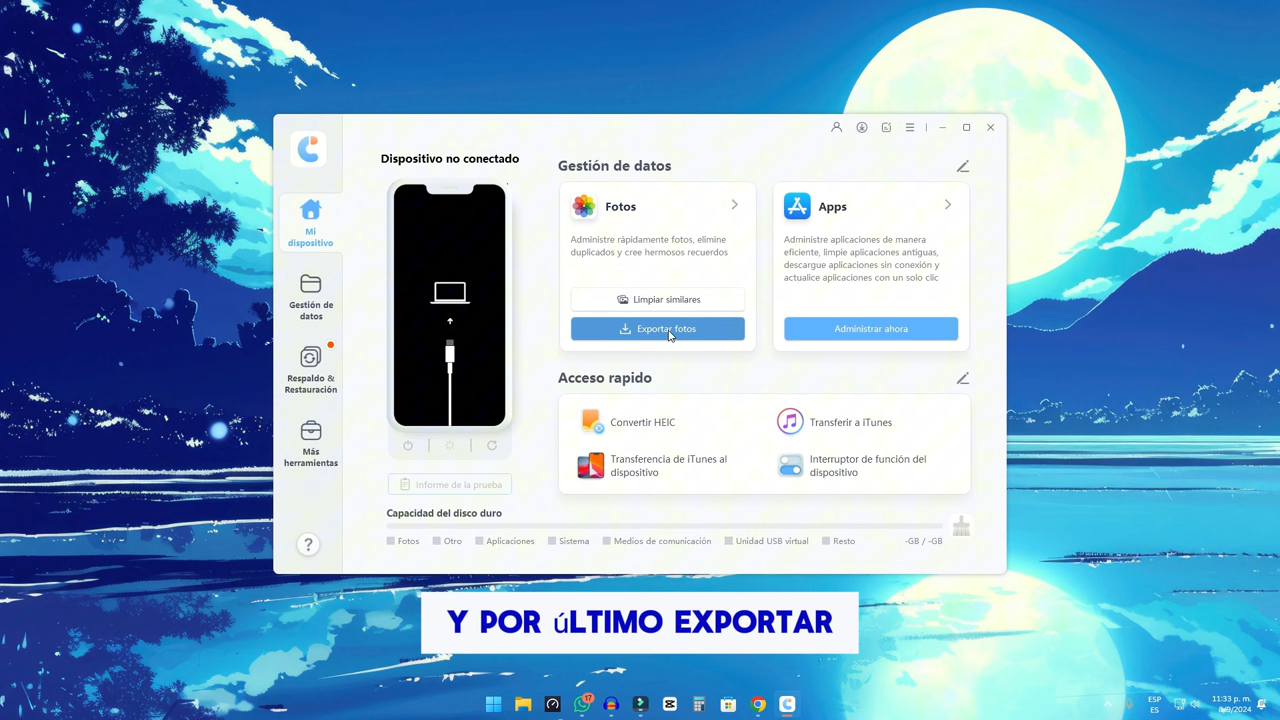 Dispositivo no conectado
Mi
dispositivo
Gestión de
datos
Respaldo &
Restauración
Más
herramientas
?
Informe de la prueba
Gestión de datos
Fotos
Administre rápidamente fotos, elimine
duplicados y cree hermosos recuerdos
Limpiar similares
Exportar fotos
Apps
Administre aplicaciones de manera
eficiente, limpie aplicaciones antiguas,
descargue aplicaciones sin conexión y
actualice aplicaciones con un solo clic
Administrar ahora
Acceso rapido
Convertir HEIC
Transferir a iTunes
Transferencia de iTunes al
dispositivo
Interruptor de función del
dispositivo
Capacidad del disco duro
Fotos Otro Aplicaciones Sistema Medios de comunicación Unidad USB virtual Resto -GB / -GB
Y POR úLTIMO EXPORTAR
17
ESP
ES
11:33 p. m.
8/9/2024